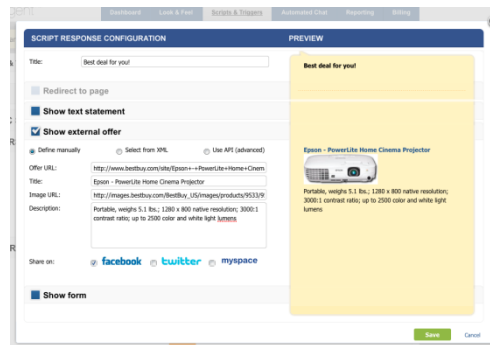 Dashboard Look & Feel Scripts & Triggers Automated Chat Reporting Billing
SCRIPT RESPONSE CONFIGURATION
PREVIEW
Title: Best deal for you!
Best deal for you!
Redirect to page
Show text statement
Show external offer
Define manually Select from XML Use API (advanced)
Epson - PowerLite Home Cinema Projector
Offer URL: http://www.bestbuy.com/site/Epson+-+PowerLite+Home+Cinem
Title: Epson - PowerLite Home Cinema Projector
Image URL: http://images.bestbuy.com/BestBuy_US/images/products/9533/9
Description: Portable, weighs 5.1 lbs.; 1280 x 800 native resolution; 3000:1
contrast ratio; up to 2500 color and white light lumens
Portable, weighs 5.1 lbs.; 1280 x 800 native resolution;
3000:1 contrast ratio; up to 2500 color and white light
lumens
Share on: facebook twitter myspace
Show form
Save Cancel